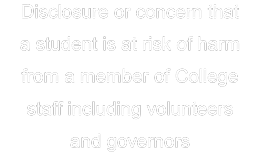 Disclosure or concern that
a student is at risk of harm
from a member of College
staff including volunteers
and governors